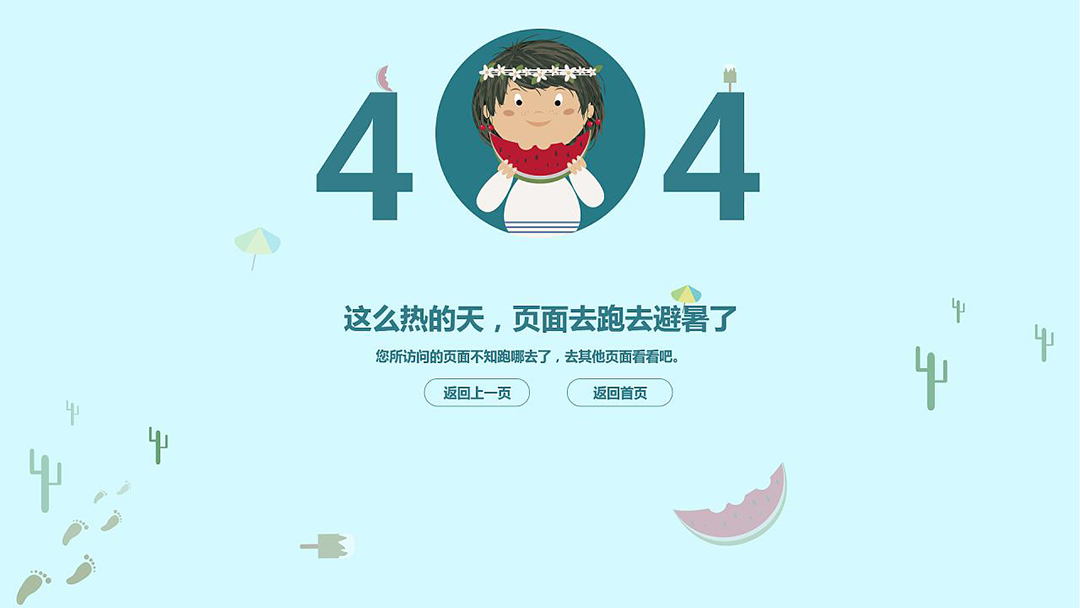 4 4
这么热的天，页面去跑去避暑了
您所访问的页面不知跑哪去了，去其他页面看看吧。
返回上一页 返回首页